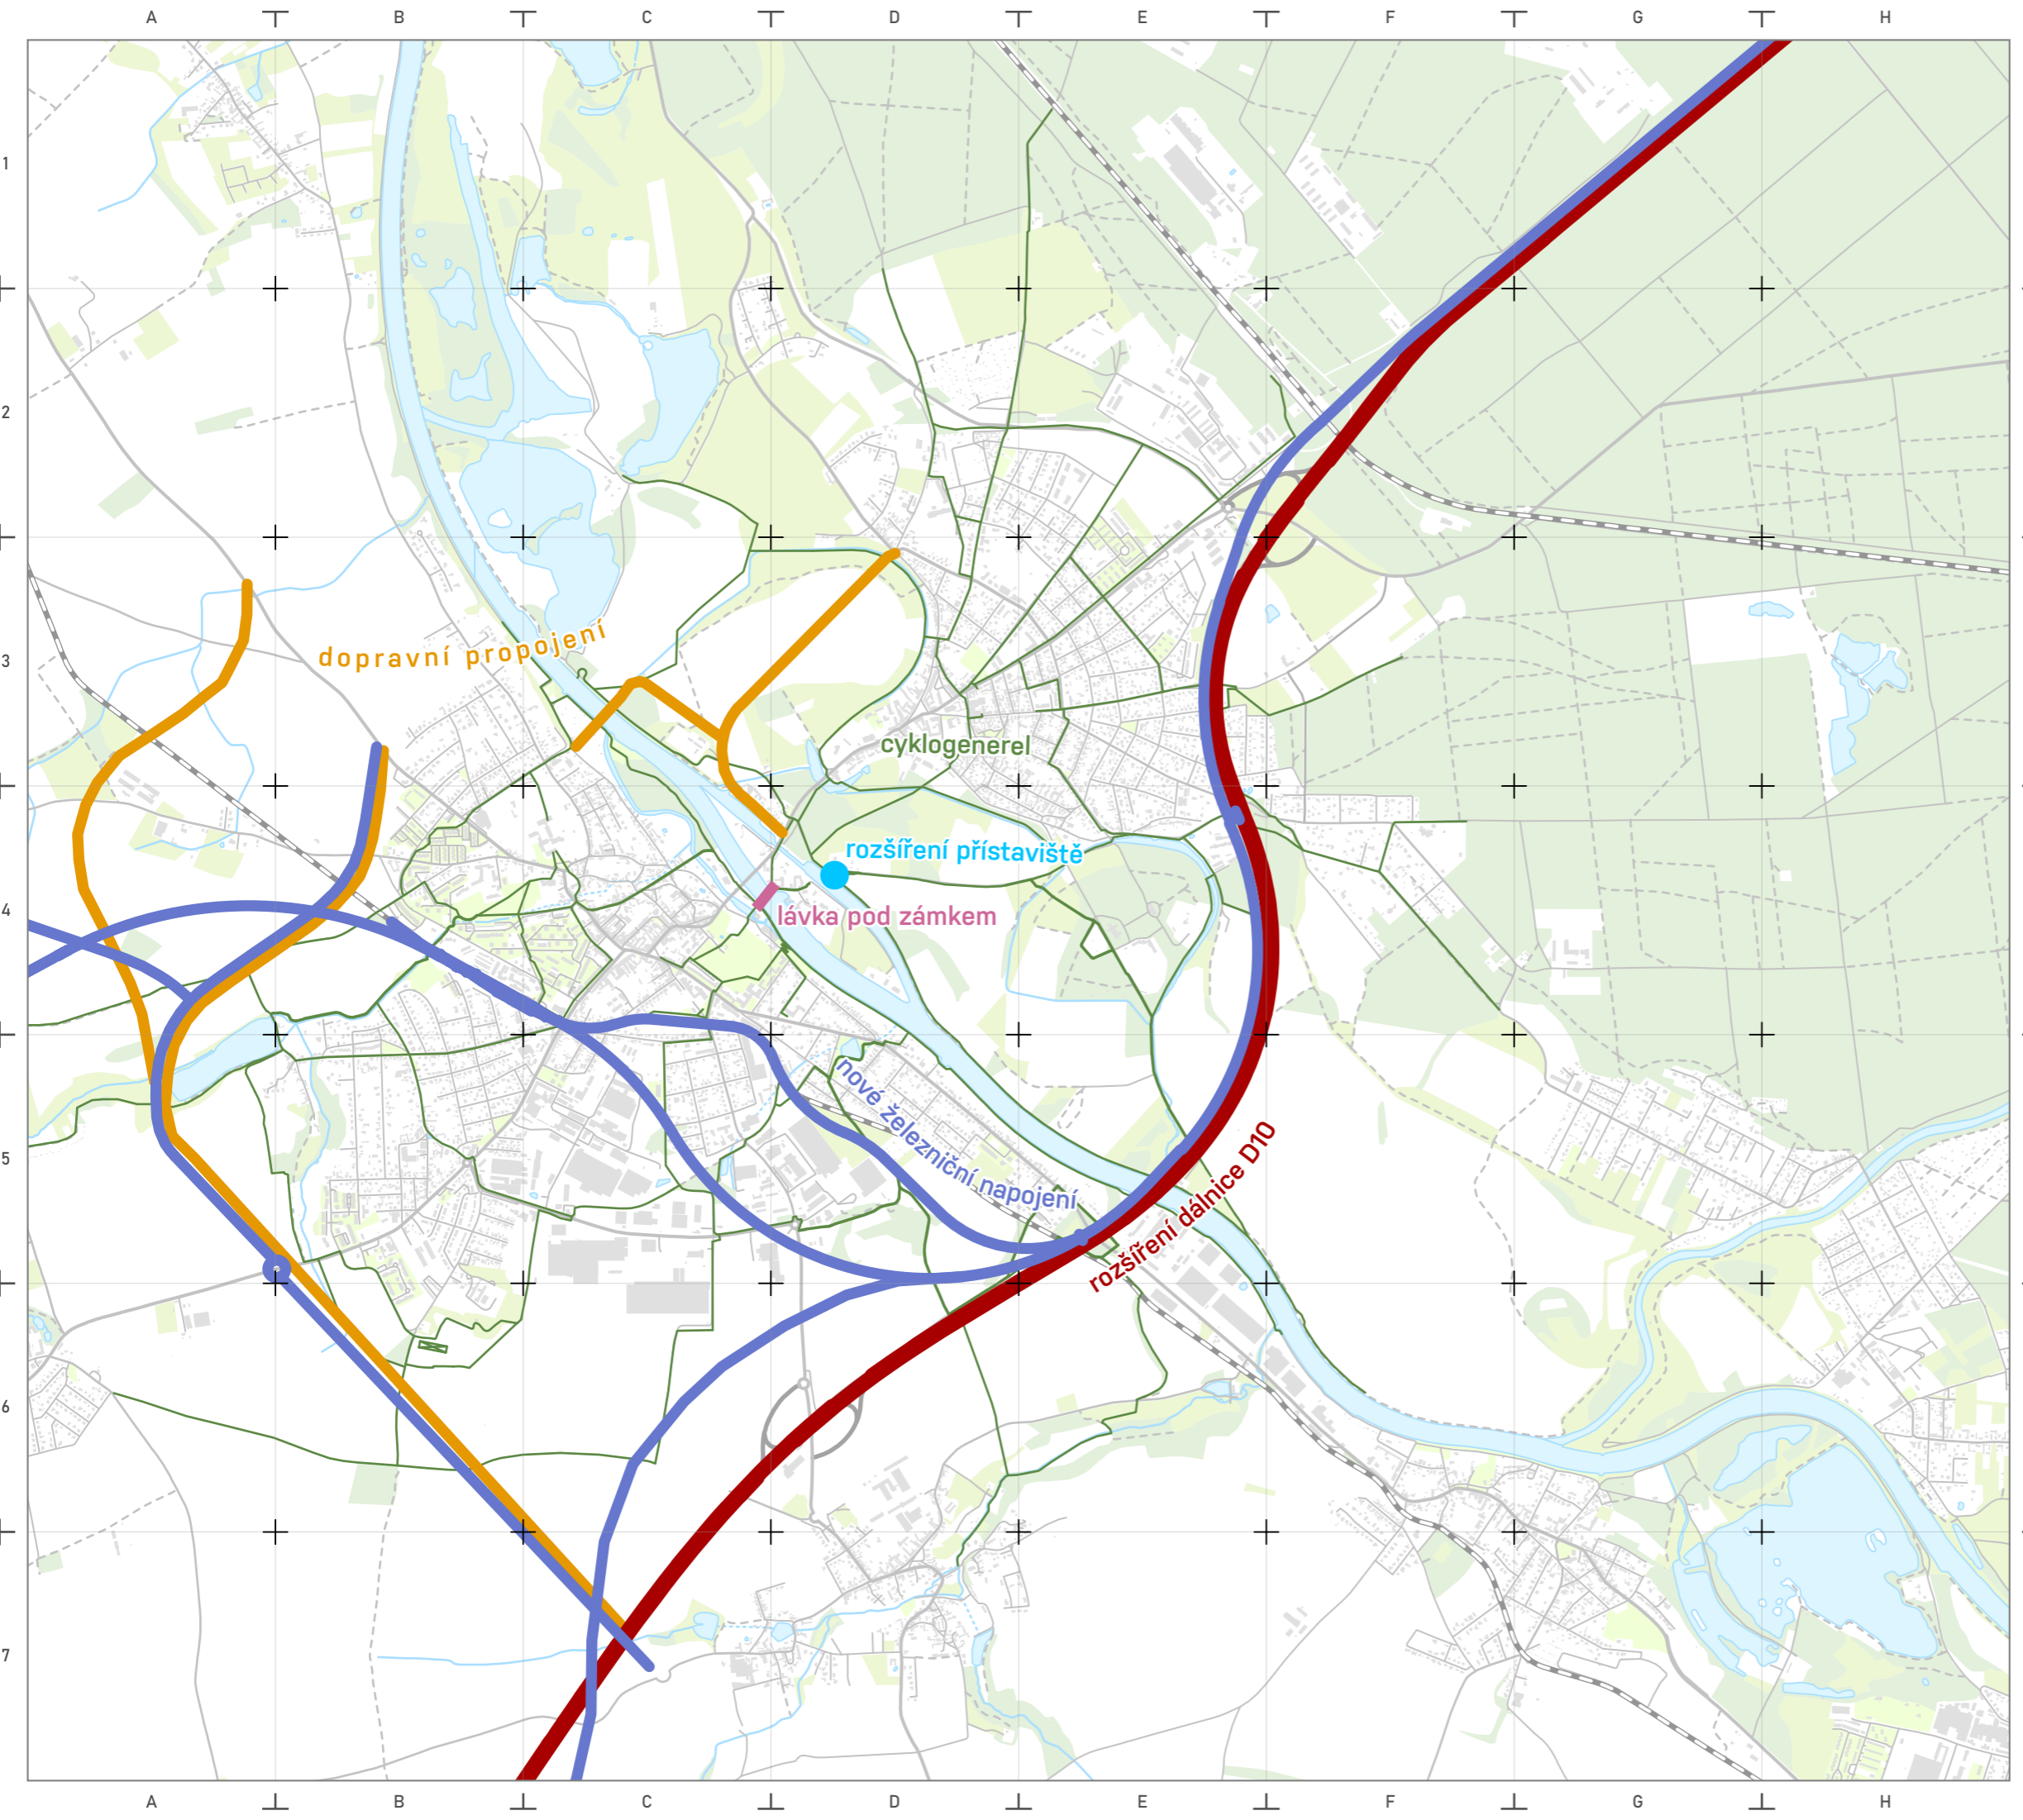 A B C D E F G H
1
2
3
dopravní propojení
cyklogenerel
rozšíření přístaviště
4
lávka pod zámkem
nové železniční napojení
5
rozšíření dálnice D10
6
7
A B C D E F G H